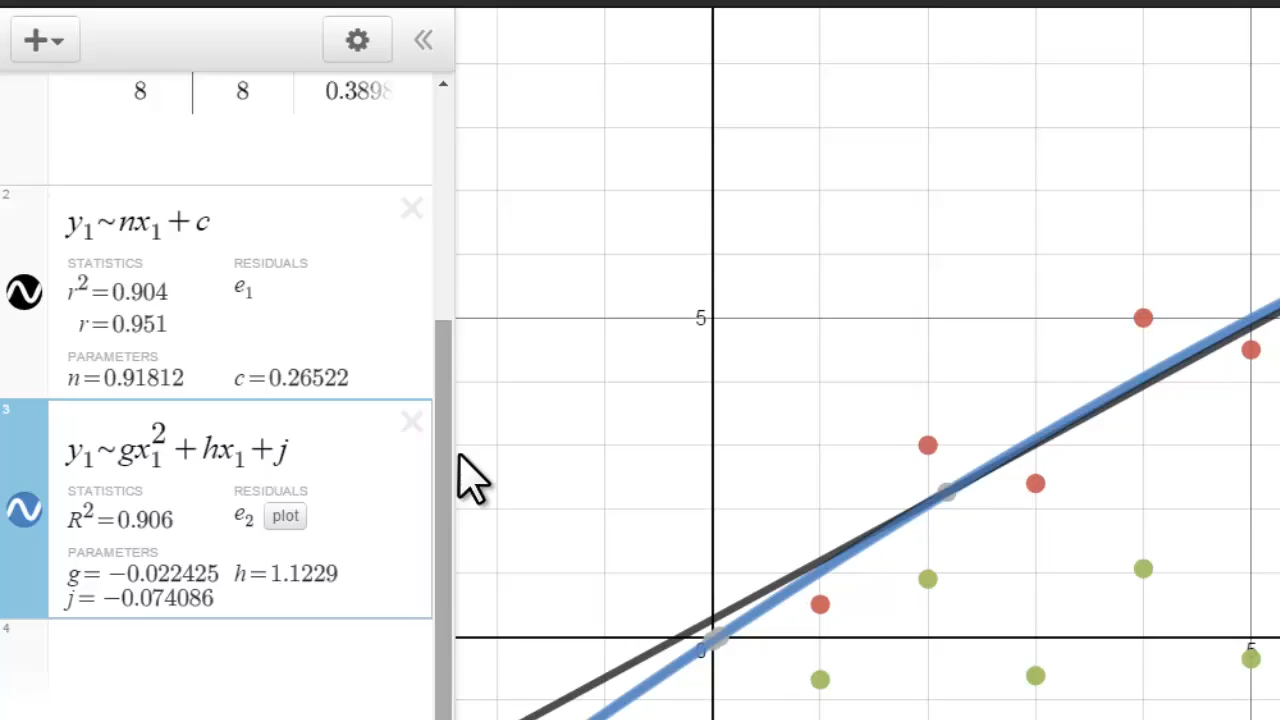 8 8 0.3898
2
y₁~nx₁+c
STATISTICS RESIDUALS
r²=0.904 e₁
r=0.951
PARAMETERS
n=0.91812 c=0.26522
3
y₁~gx₁²+hx₁+j
STATISTICS RESIDUALS
R²=0.906 e₂ plot
PARAMETERS
g=−0.022425 h=1.1229
j=−0.074086
4
5
0 5